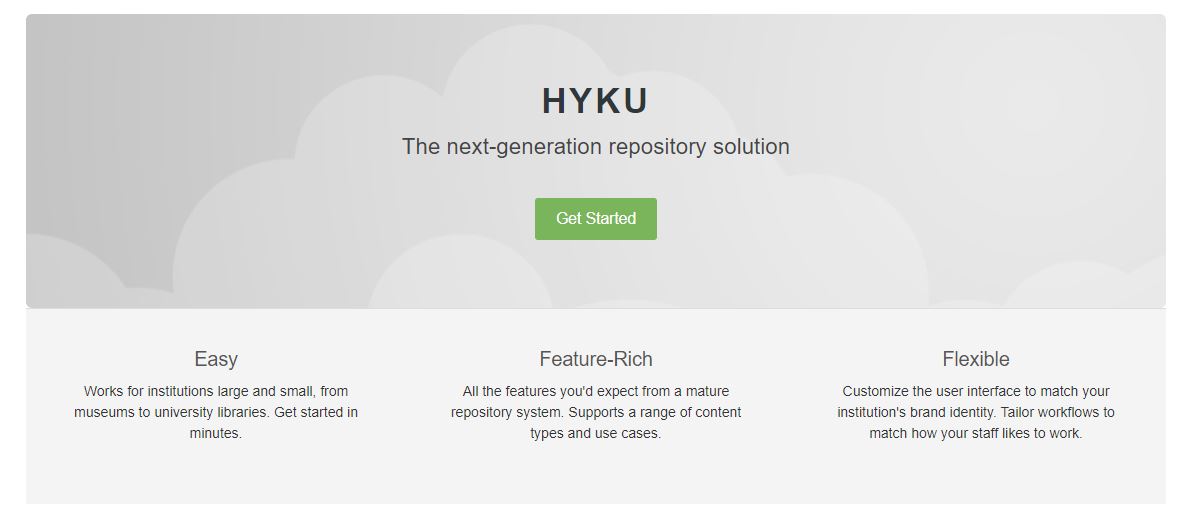 HYKU
The next-generation repository solution
Get Started
Easy
Works for institutions large and small, from
museums to university libraries. Get started in
minutes.
Feature-Rich
All the features you'd expect from a mature
repository system. Supports a range of content
types and use cases.
Flexible
Customize the user interface to match your
institution's brand identity. Tailor workflows to
match how your staff likes to work.